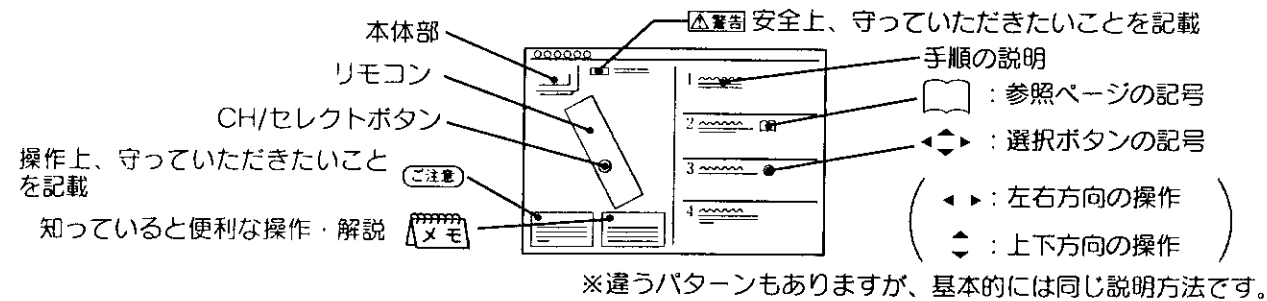 本体部
リモコン
CH/セレクトボタン
操作上、守っていただきたいこと
を記載
ご注意
知っていると便利な操作・解説
メモ
⚠警告 安全上、守っていただきたいことを記載
手順の説明
：参照ページの記号
：選択ボタンの記号
：左右方向の操作
：上下方向の操作
1
2
3
4
※違うパターンもありますが、基本的には同じ説明方法です。